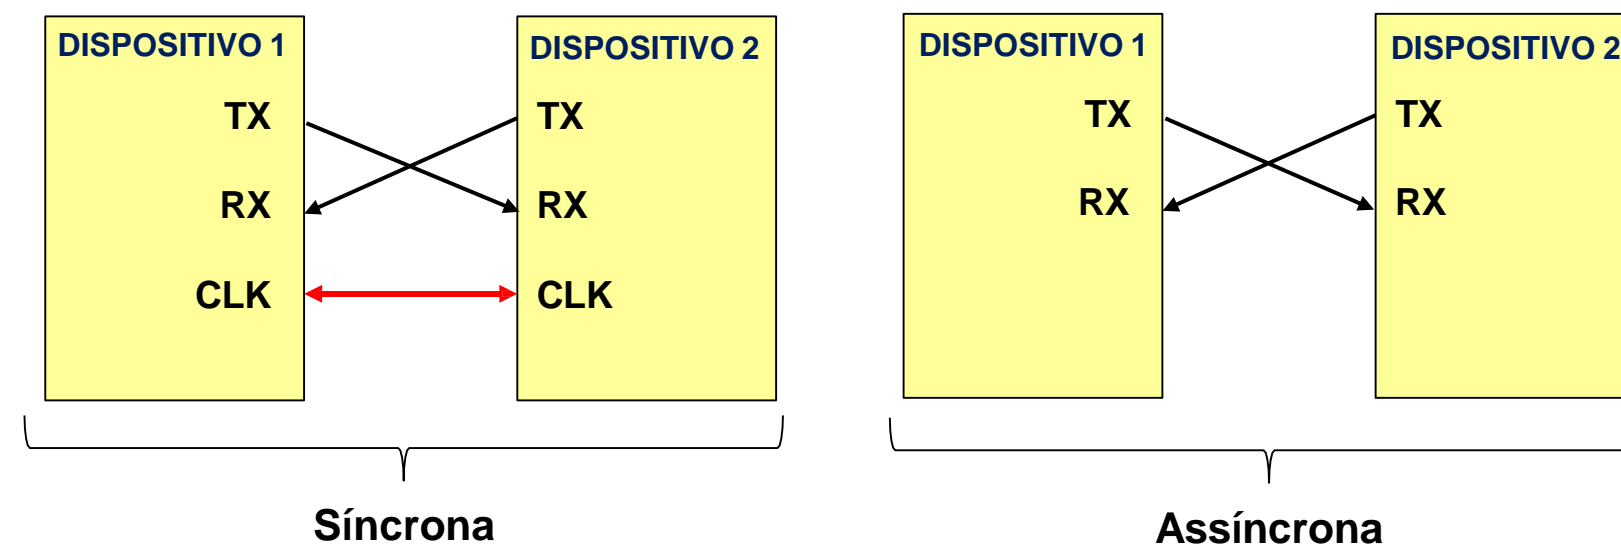 DISPOSITIVO 1
TX
RX
CLK
DISPOSITIVO 2
TX
RX
CLK
Síncrona
DISPOSITIVO 1
TX
RX
DISPOSITIVO 2
TX
RX
Assíncrona